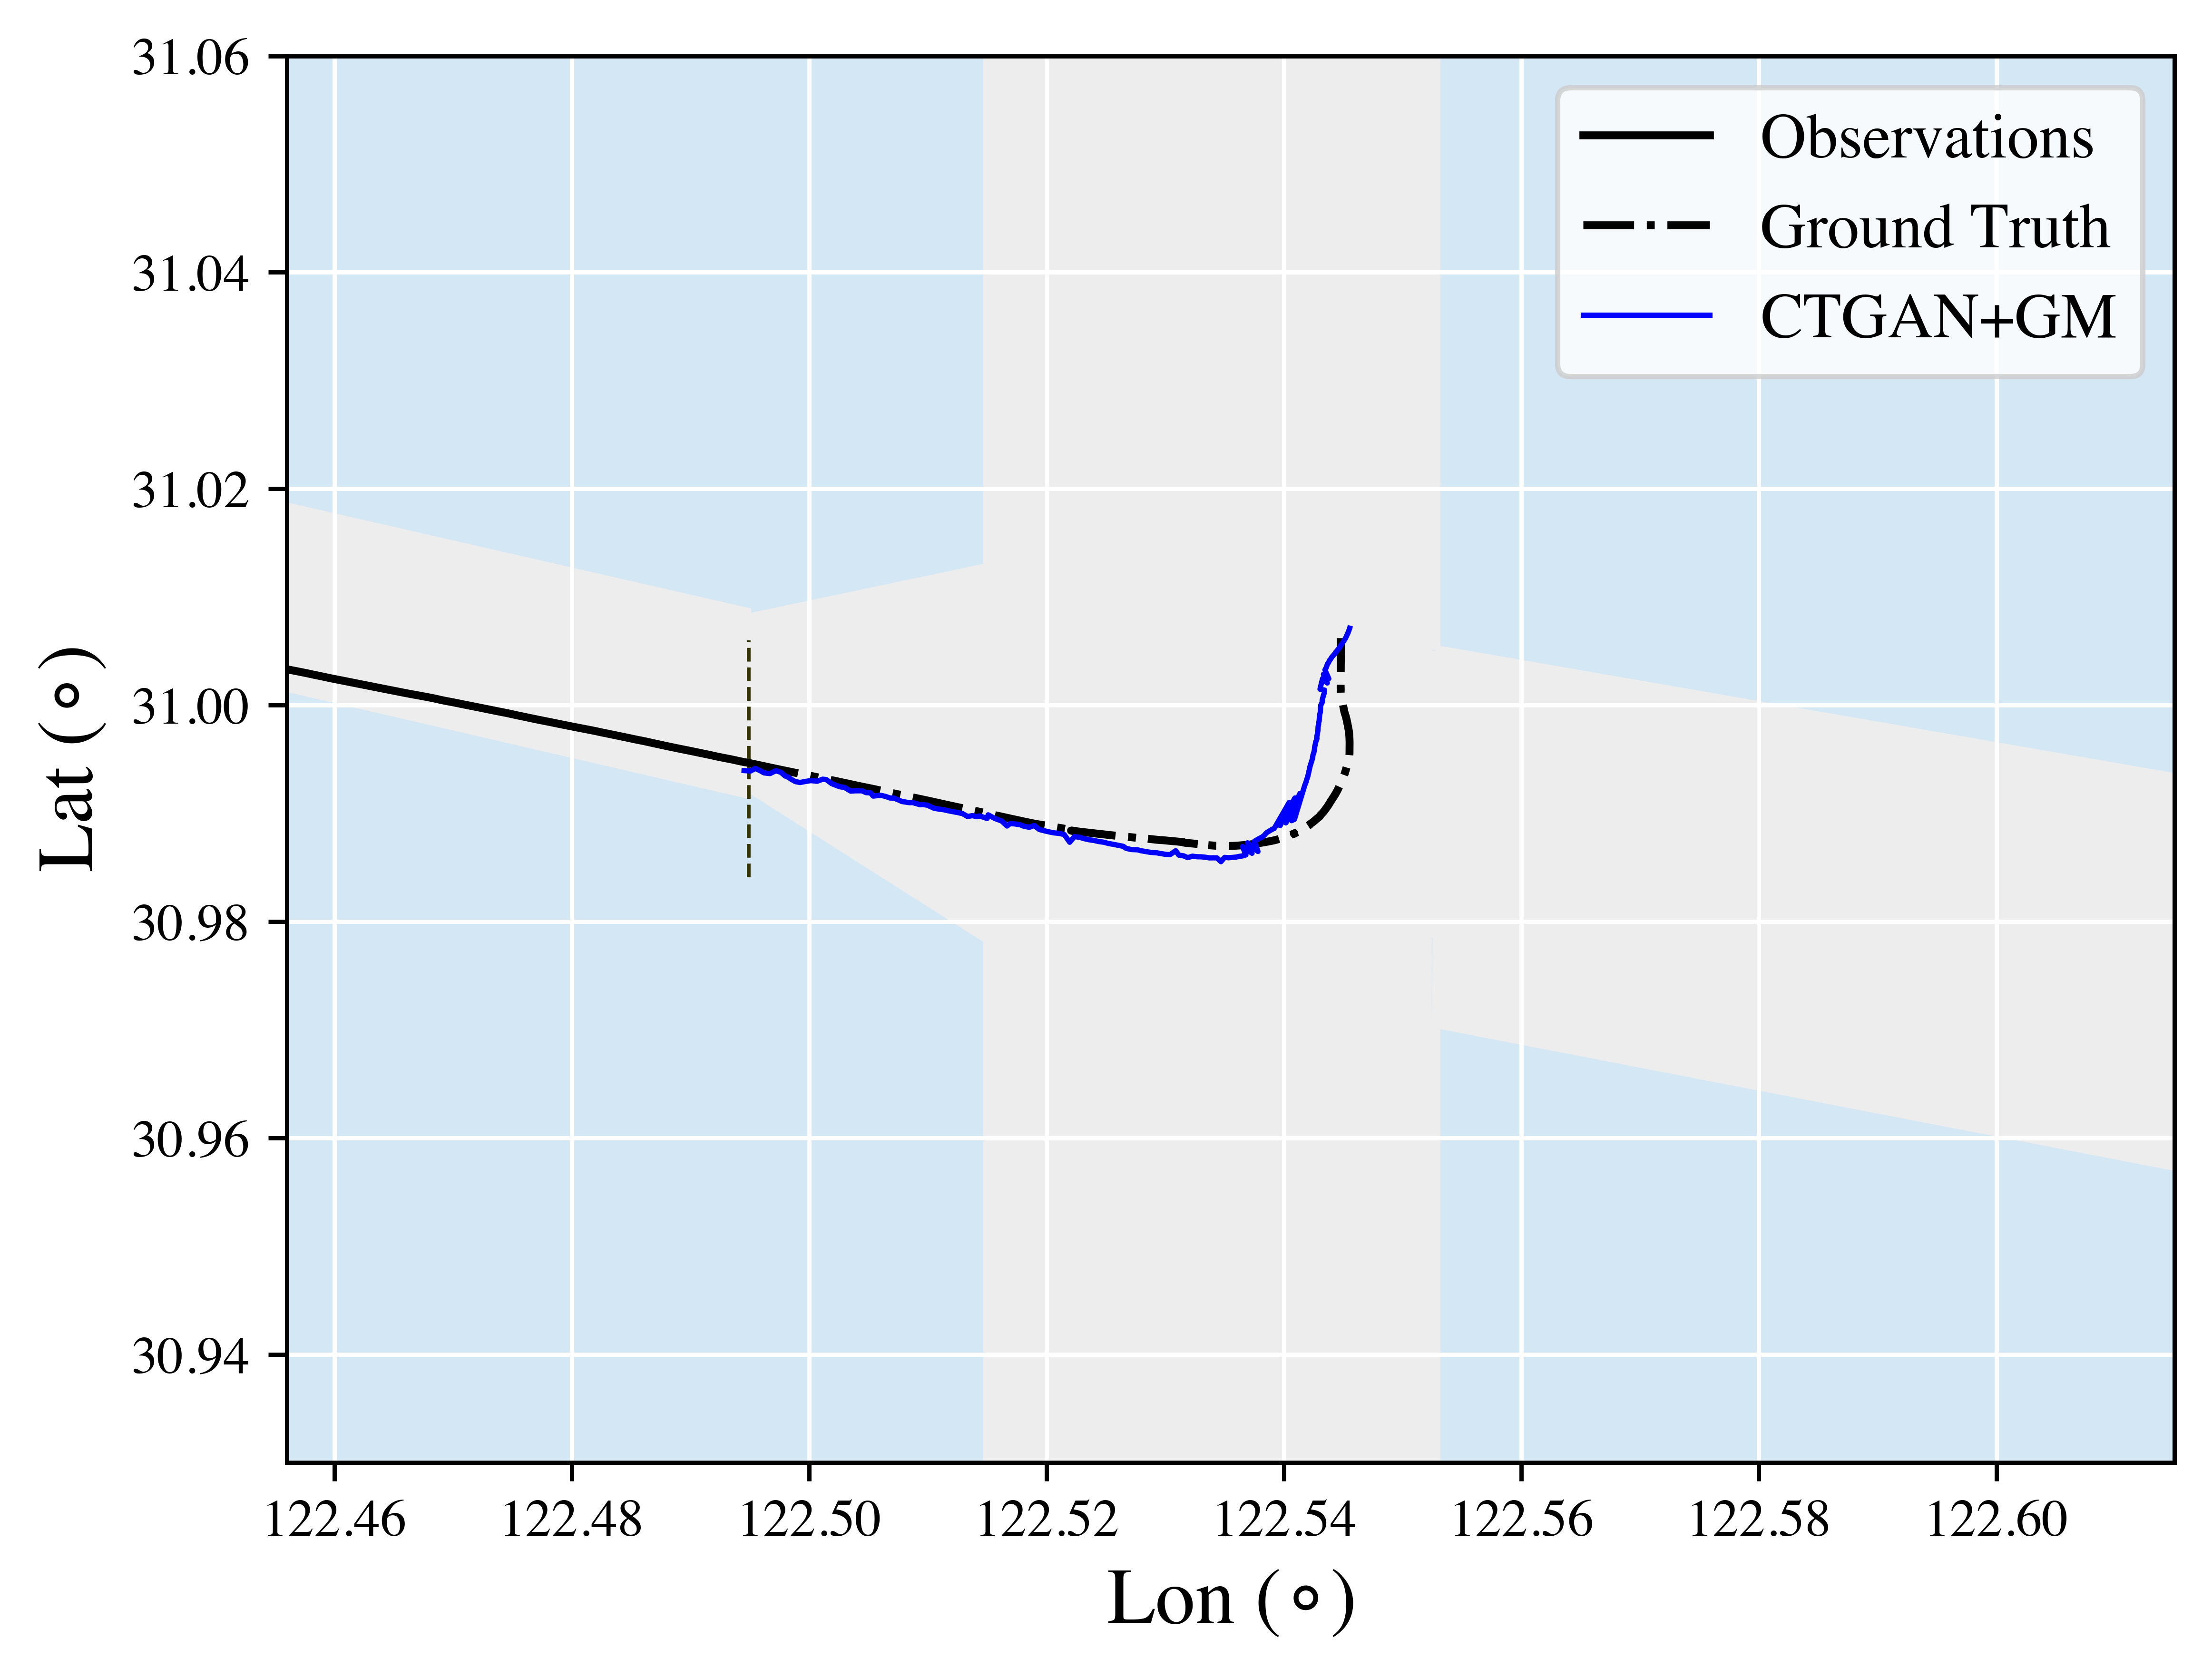 Observations
Ground Truth
CTGAN+GM
31.06
31.04
31.02
31.00
30.98
30.96
30.94
Lat (∘)
122.46 122.48 122.50 122.52 122.54 122.56 122.58 122.60
Lon (∘)